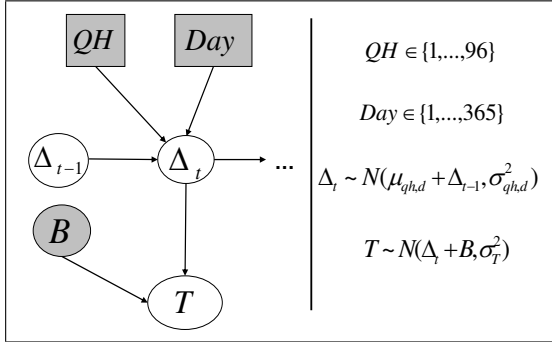 QH
Day
Δ_{t-1}
Δ_t
...
B
T
QH ∈ {1,...,96}
Day ∈ {1,...,365}
Δ_t ~ N(μ_{qh,d} + Δ_{t-1}, σ²_{qh,d})
T ~ N(Δ_t + B, σ²_T)